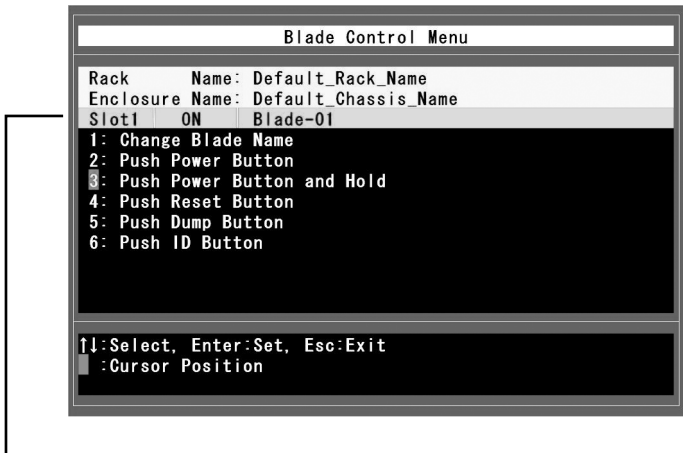 Blade Control Menu
Rack Name: Default_Rack_Name
Enclosure Name: Default_Chassis_Name
Slot1 ON Blade-01
1: Change Blade Name
2: Push Power Button
3: Push Power Button and Hold
4: Push Reset Button
5: Push Dump Button
6: Push ID Button
↑↓:Select, Enter:Set, Esc:Exit
:Cursor Position